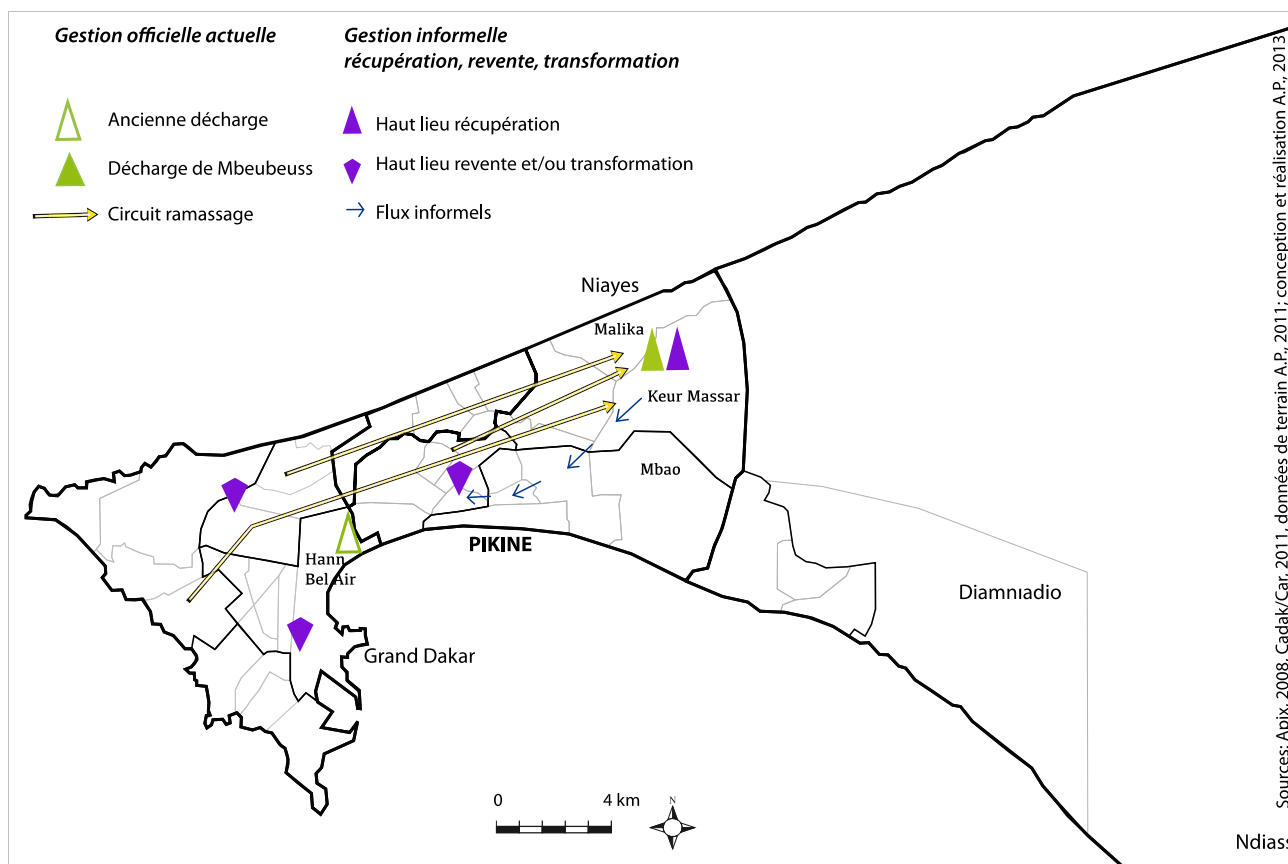 Gestion officielle actuelle
Gestion informelle
récupération, revente, transformation
Ancienne décharge
Décharge de Mbeubeuss
Circuit ramassage
Haut lieu récupération
Haut lieu revente et/ou transformation
Flux informels
Niayes
Malika
Keur Massar
Mbao
PIKINE
Hann
Bel Air
Grand Dakar
Diamniadio
0 4 km
N
Sources: Apix, 2008, Cadak/Car, 2011, données de terrain A.P., 2011; conception et réalisation A.P., 2013